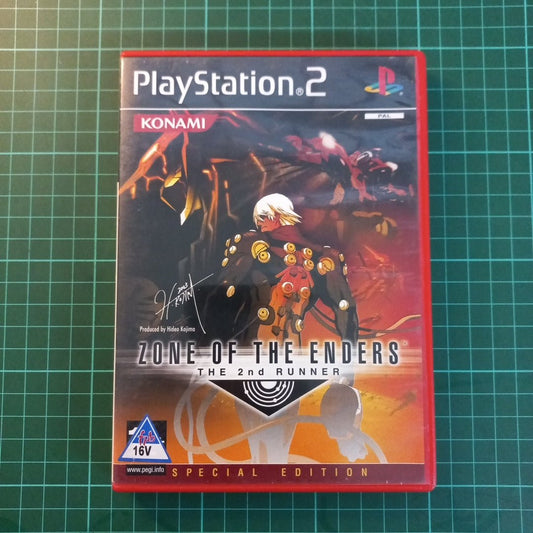 PlayStation®2
PAL
KONAMI
Produced by Hideo Kojima
ZONE OF THE ENDERS
THE 2nd RUNNER
fpb
16V
www.pegi.info
SPECIAL EDITION